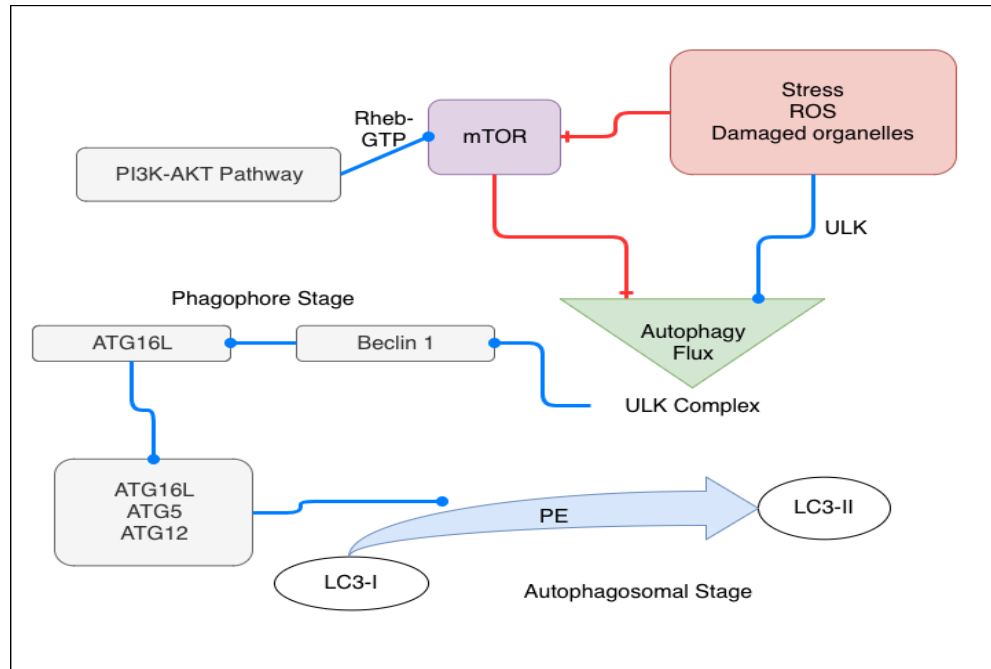 Stress
ROS
Damaged organelles
Rheb-
GTP
mTOR
PI3K-AKT Pathway
ULK
Phagophore Stage
ATG16L
Beclin 1
Autophagy
Flux
ULK Complex
ATG16L
ATG5
ATG12
PE
LC3-II
LC3-I
Autophagosomal Stage